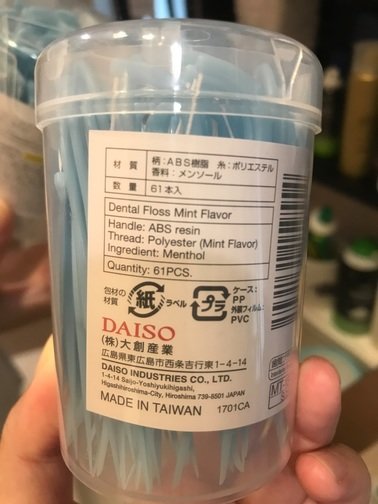 材質 柄:ABS樹脂 糸:ポリエステル
香料:メンソール
数量 61本入
Dental Floss Mint Flavor
Handle: ABS resin
Thread: Polyester (Mint Flavor)
Ingredient: Menthol
Quantity: 61PCS.
包材の
材質
紙 ラベル
プラ
ケース:
PP
外装フィルム:
PVC
DAISO
(株)大創産業
広島県東広島市西条吉行東1-4-14
DAISO INDUSTRIES CO., LTD.
1-4-14 Saijo-Yoshiyukihigashi,
Higashihiroshima-City, Hiroshima 739-8501 JAPAN
MADE IN TAIWAN 1701CA